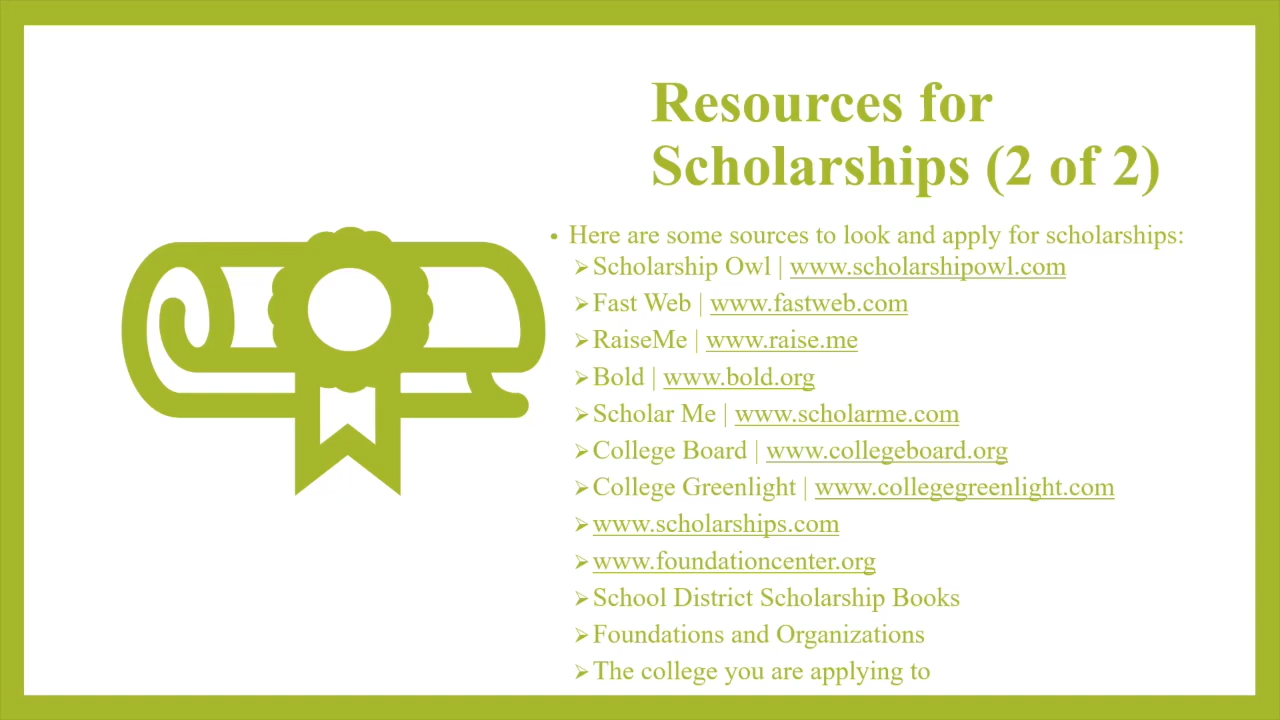 Resources for
Scholarships (2 of 2)
• Here are some sources to look and apply for scholarships:
➢Scholarship Owl | www.scholarshipowl.com
➢Fast Web | www.fastweb.com
➢RaiseMe | www.raise.me
➢Bold | www.bold.org
➢Scholar Me | www.scholarme.com
➢College Board | www.collegeboard.org
➢College Greenlight | www.collegegreenlight.com
➢www.scholarships.com
➢www.foundationcenter.org
➢School District Scholarship Books
➢Foundations and Organizations
➢The college you are applying to